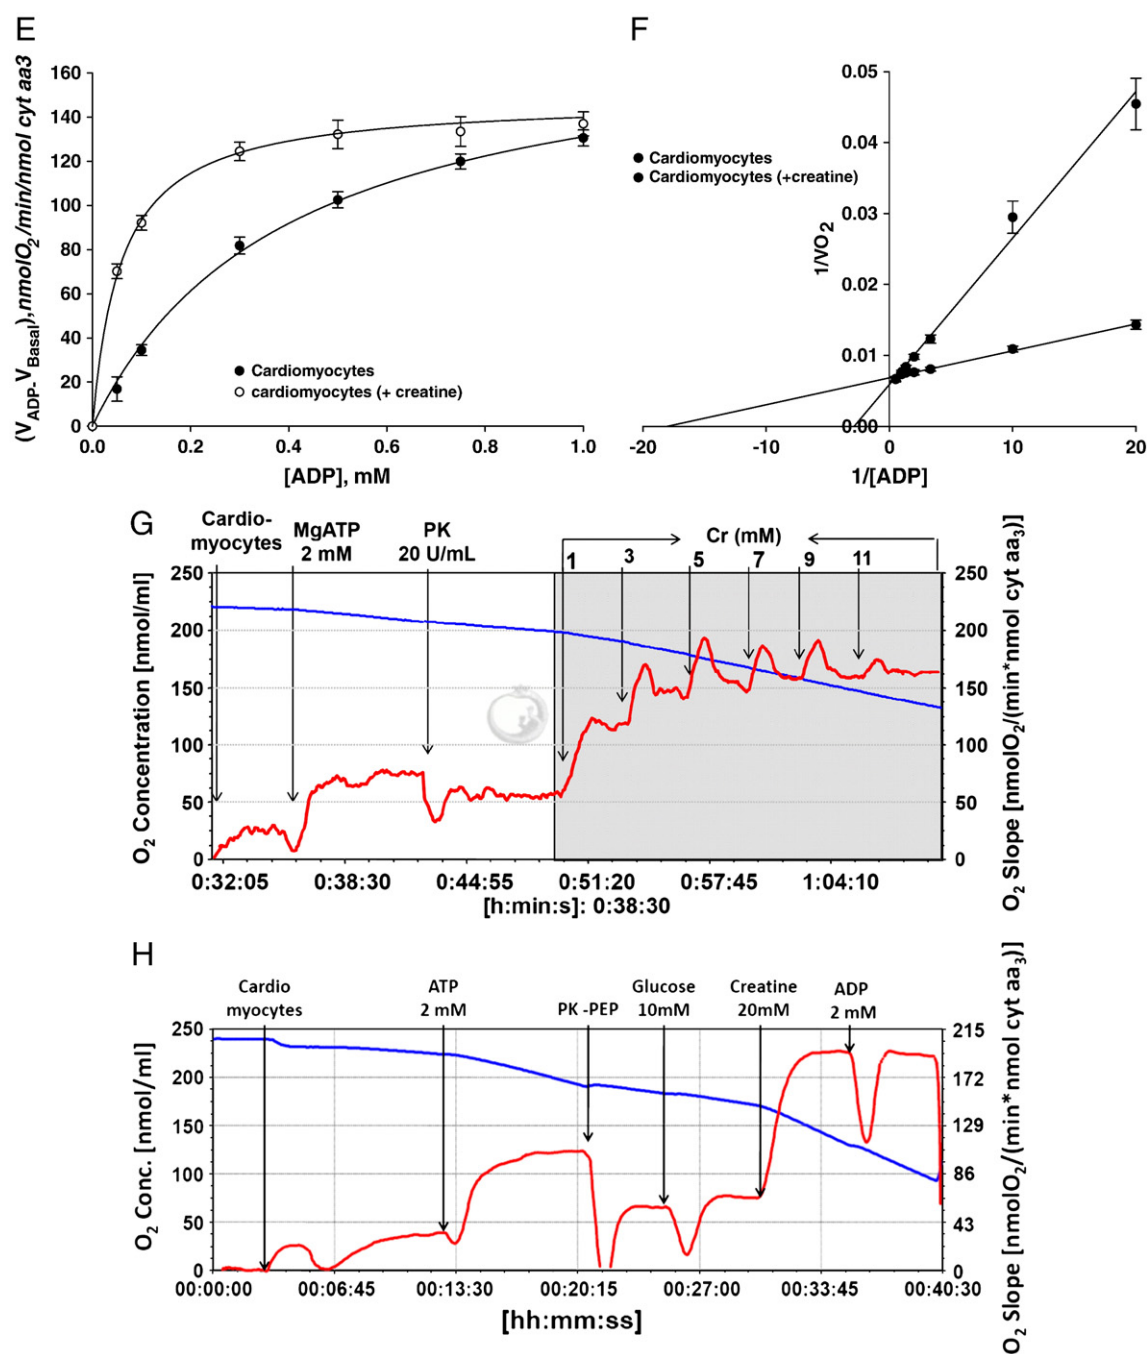 E
(V_ADP- V_Basal), nmolO2/min/nmol cyt aa3
160
140
120
100
80
60
40
20
0
Cardiomyocytes
cardiomyocytes (+ creatine)
0.0 0.2 0.4 0.6 0.8 1.0
[ADP], mM
F
1/VO2
0.05
0.04
0.03
0.02
0.01
0.00
Cardiomyocytes
Cardiomyocytes (+creatine)
-20 -10 0 10 20
1/[ADP]
G
Cardio-
myocytes
MgATP
2 mM
PK
20 U/mL
Cr (mM)
1 3 5 7 9 11
O2 Concentration [nmol/ml]
250
200
150
100
50
0
O2 Slope [nmolO2/(min*nmol cyt aa3)]
250
200
150
100
50
0
0:32:05 0:38:30 0:44:55 0:51:20 0:57:45 1:04:10
[h:min:s]: 0:38:30
H
Cardio
myocytes
ATP
2 mM
PK -PEP
Glucose
10mM
Creatine
20mM
ADP
2 mM
O2 Conc. [nmol/ml]
250
200
150
100
50
0
O2 Slope [nmolO2/(min*nmol cyt aa3)]
215
172
129
86
43
0
00:00:00 00:06:45 00:13:30 00:20:15 00:27:00 00:33:45 00:40:30
[hh:mm:ss]